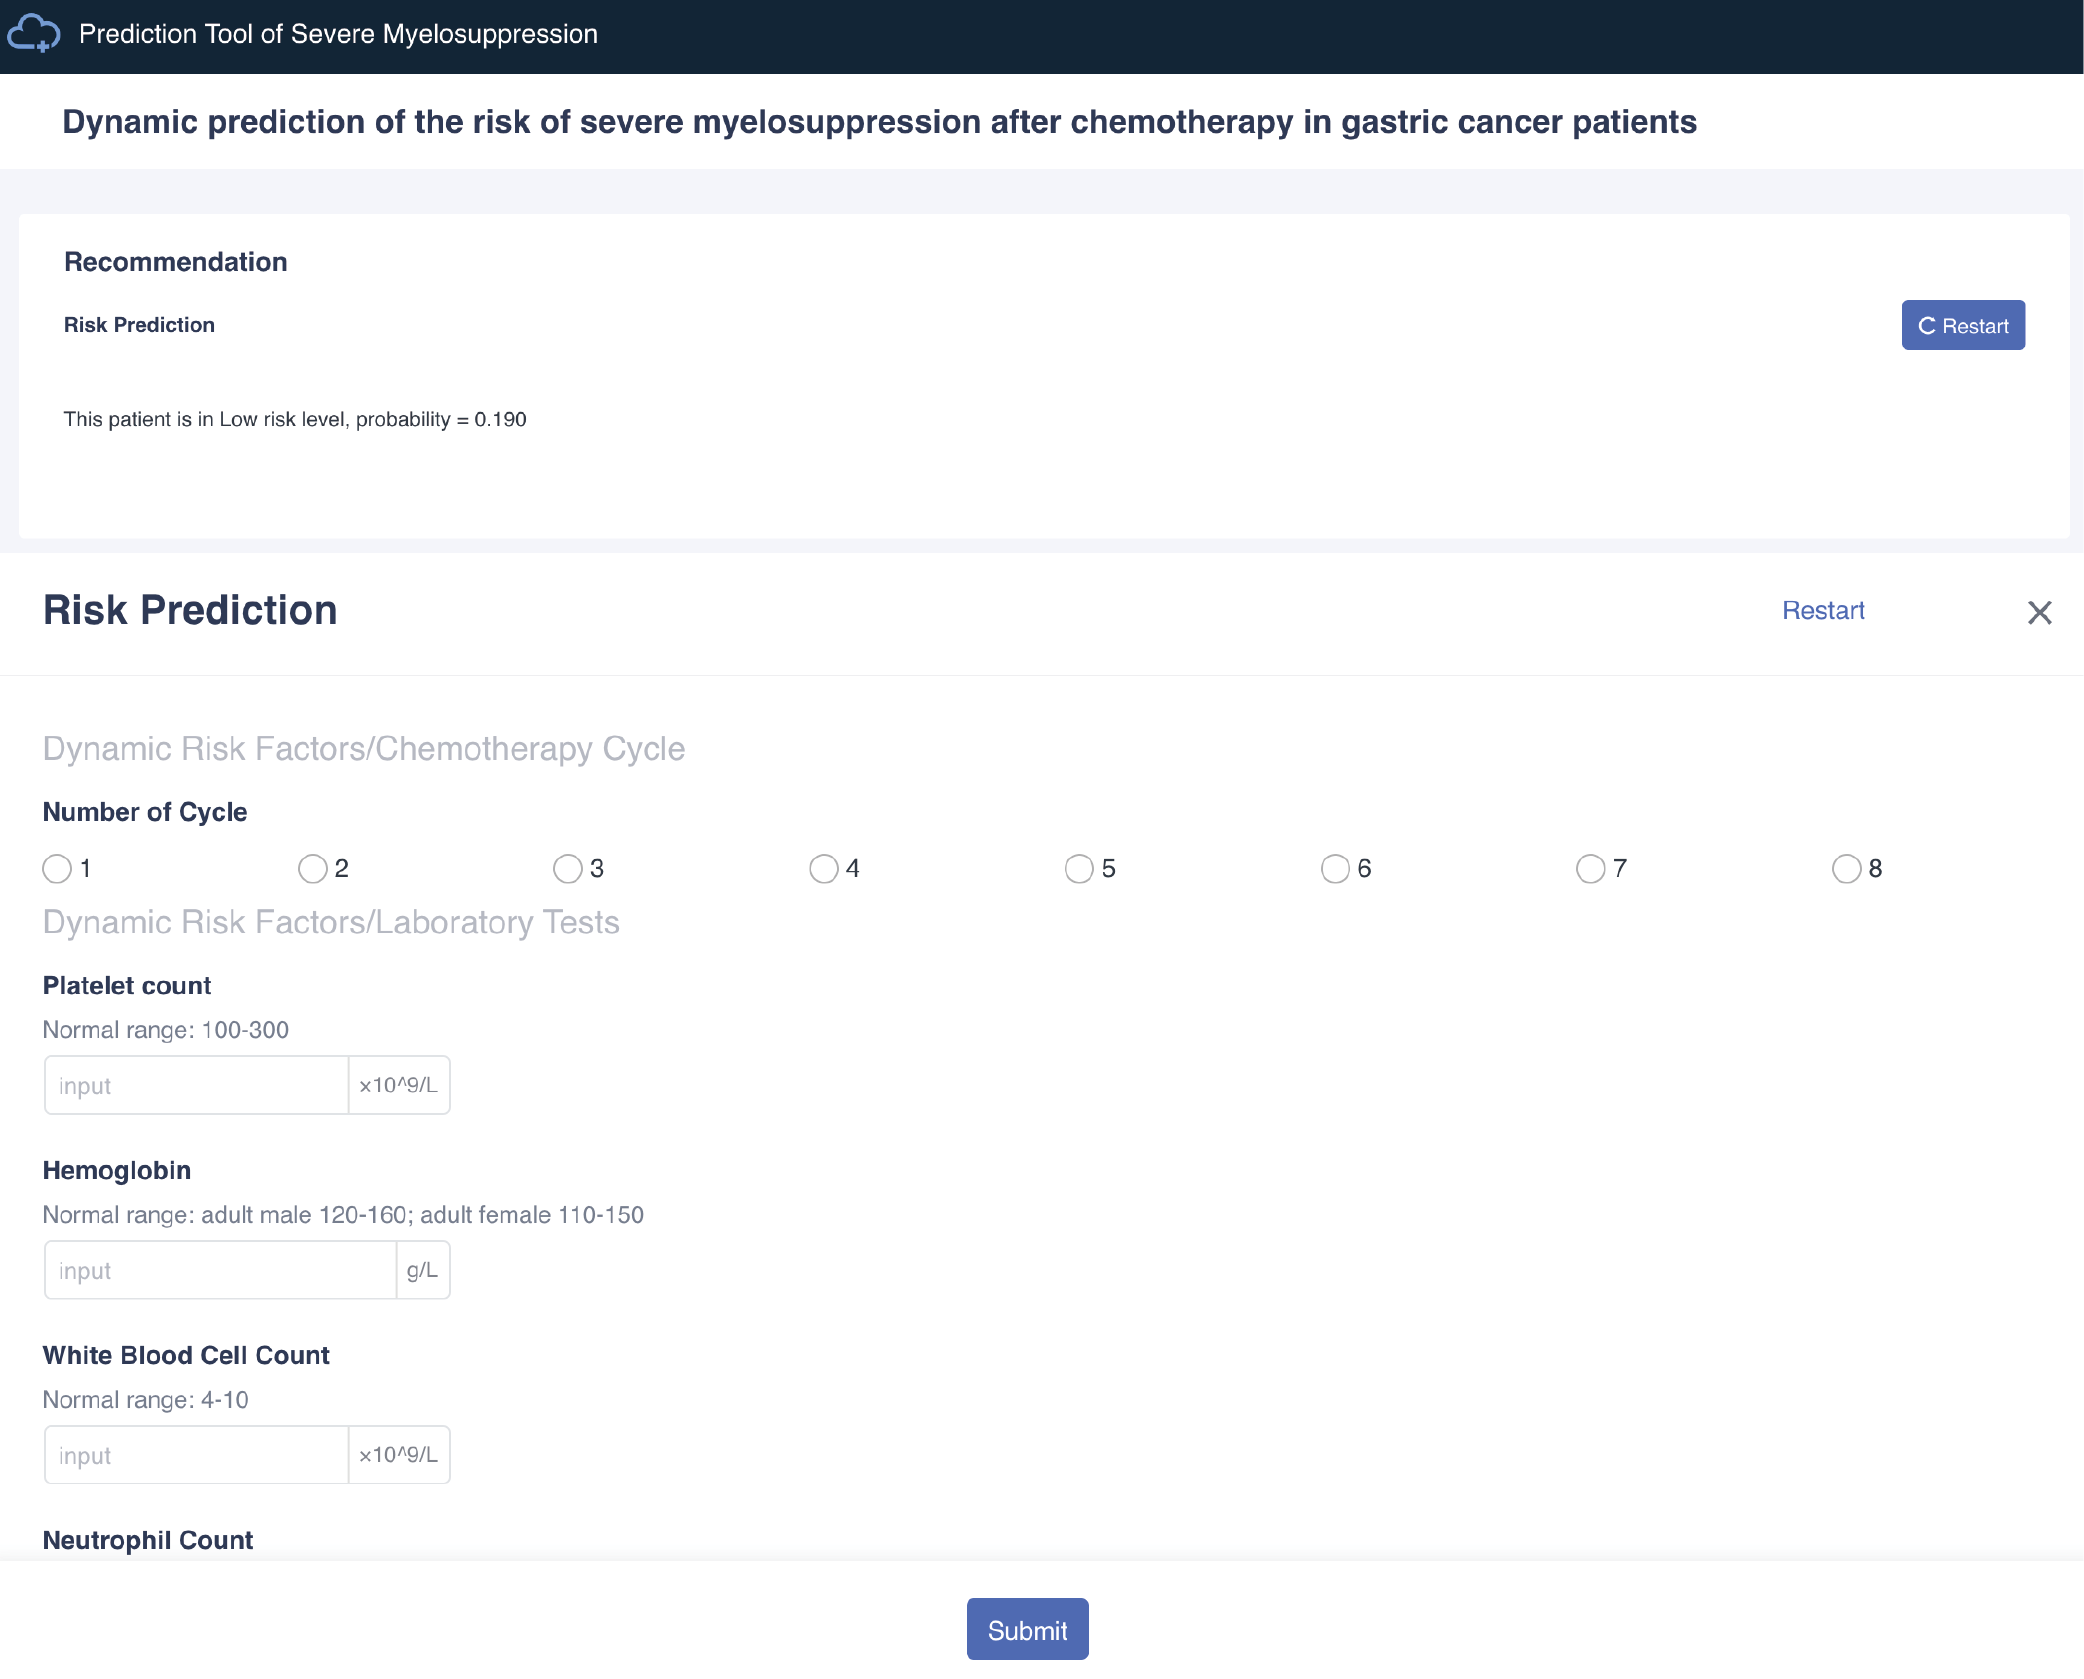 Prediction Tool of Severe Myelosuppression
Dynamic prediction of the risk of severe myelosuppression after chemotherapy in gastric cancer patients
Recommendation
Risk Prediction
Restart
This patient is in Low risk level, probability = 0.190
Risk Prediction
Restart
Dynamic Risk Factors/Chemotherapy Cycle
Number of Cycle
1 2 3 4 5 6 7 8
Dynamic Risk Factors/Laboratory Tests
Platelet count
Normal range: 100-300
input ×10^9/L
Hemoglobin
Normal range: adult male 120-160; adult female 110-150
input g/L
White Blood Cell Count
Normal range: 4-10
input ×10^9/L
Neutrophil Count
Submit